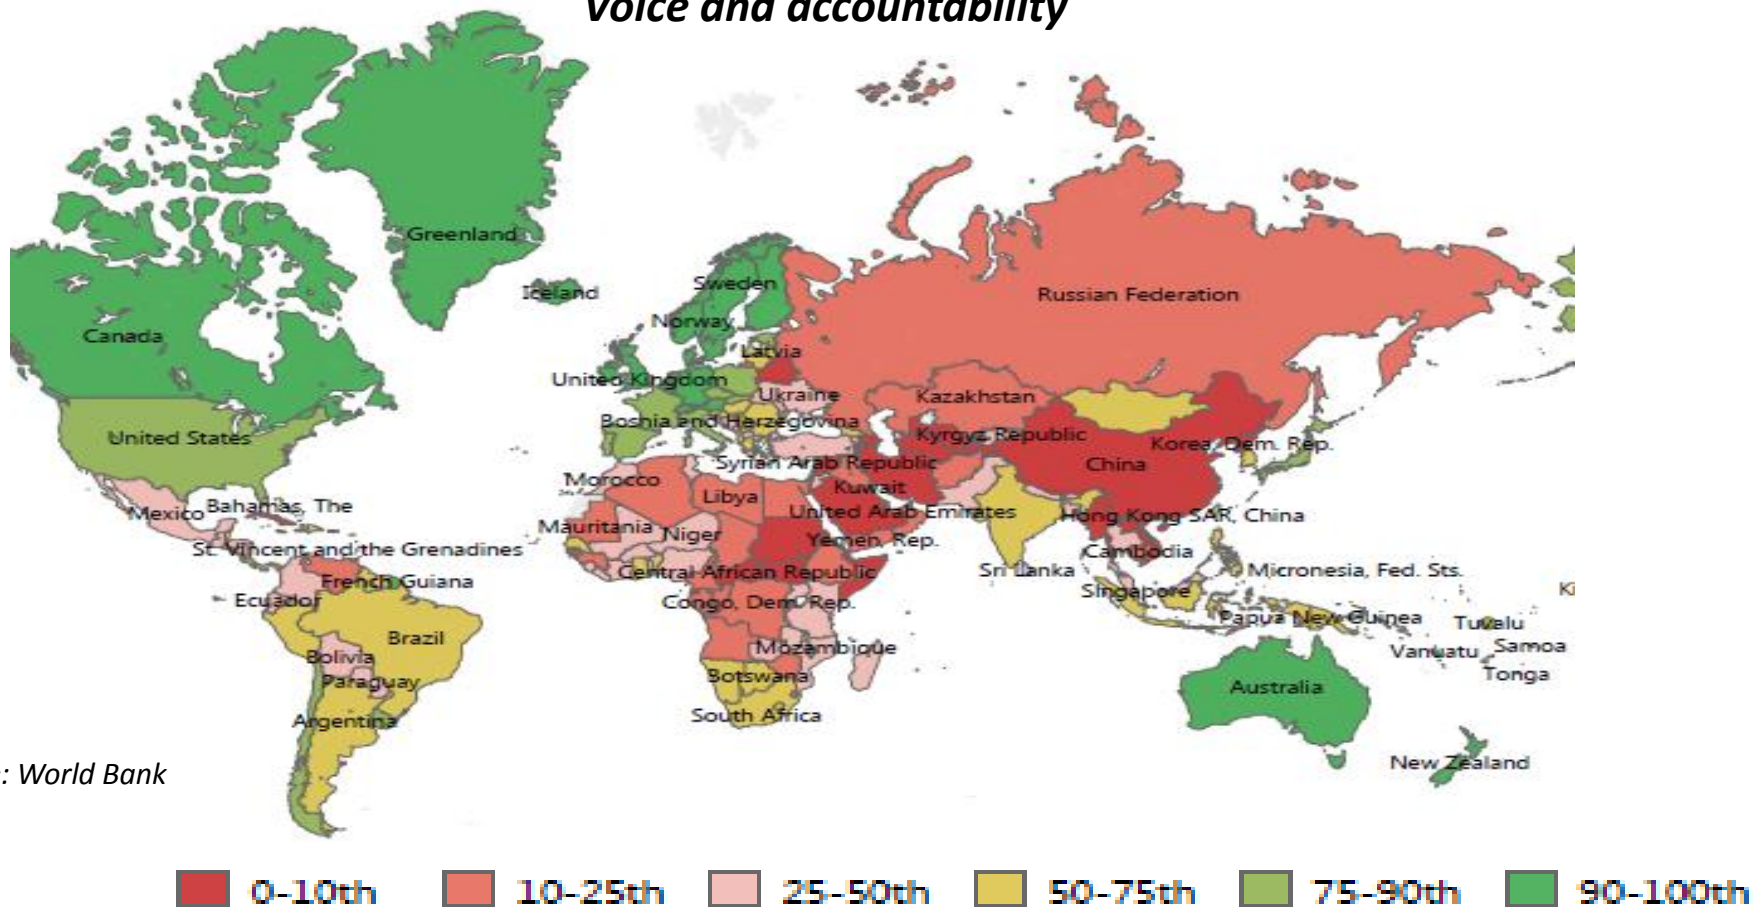 Voice and accountability
Greenland
Iceland
Sweden
Norway
Russian Federation
Canada
Latvia
United Kingdom
Ukraine
Kazakhstan
Bosnia and Herzegovina
United States
Kyrgyz Republic
Korea, Dem. Rep.
Syrian Arab Republic
China
Morocco
Libya
Kuwait
Mexico
Bahamas, The
United Arab Emirates
Hong Kong SAR, China
Mauritania
Niger
Yemen, Rep.
St. Vincent and the Grenadines
Cambodia
French Guiana
Central African Republic
Sri Lanka
Micronesia, Fed. Sts.
Ecuador
Congo, Dem. Rep.
Singapore
Ki
Papua New Guinea
Tuvalu
Brazil
Mozambique
Vanuatu
Samoa
Bolivia
Paraguay
Botswana
Tonga
Australia
Argentina
South Africa
New Zealand
: World Bank
0-10th 10-25th 25-50th 50-75th 75-90th 90-100th